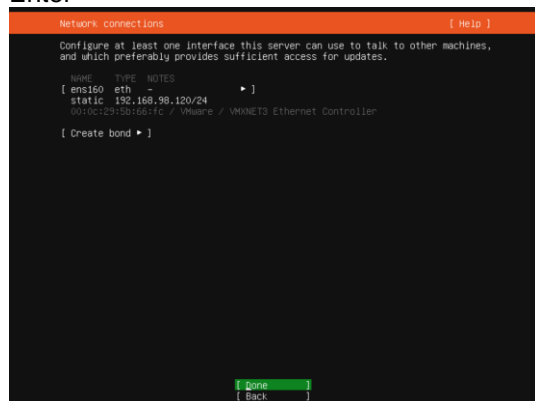 Enter
Network connections [ Help ]
Configure at least one interface this server can use to talk to other machines,
and which preferably provides sufficient access for updates.
NAME TYPE NOTES
[ ens160 eth - ▸ ]
static 192.168.98.120/24
00:0c:29:5b:66:fc / VMware / VMXNET3 Ethernet Controller
[ Create bond ▸ ]
[ Done ]
[ Back ]